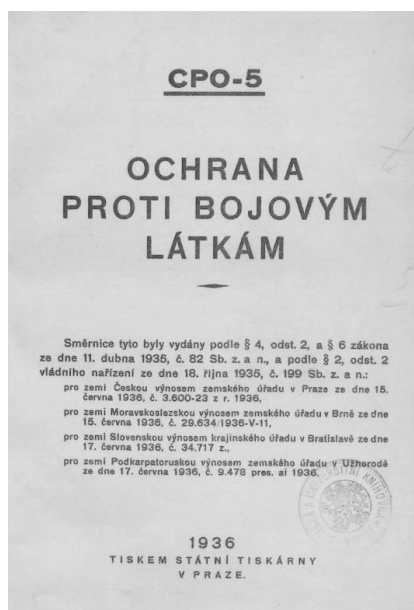 CPO-5
OCHRANA
PROTI BOJOVÝM
LÁTKÁM
Směrnice tyto byly vydány podle § 4, odst. 2, a § 6 zákona
ze dne 11. dubna 1935, č. 82 Sb. z. a n., a podle § 2, odst. 2
vládního nařízení ze dne 18. října 1935, č. 199 Sb. z. a n.:
pro zemi Českou výnosem zemského úřadu v Praze ze dne 15.
června 1936, č. 3.600-23 z r. 1936,
pro zemi Moravskoslezskou výnosem zemského úřadu v Brně ze dne
15. června 1936, č. 29.634/1936-V-11,
pro zemi Slovenskou výnosem krajinského úřadu v Bratislavě ze dne
17. června 1936, č. 34.717 z.,
pro zemi Podkarpatoruskou výnosem zemského úřadu v Užhorodě
ze dne 17. června 1936, č. 9.478 pres. ai 1936.
1936
TISKEM STÁTNÍ TISKÁRNY
V PRAZE.